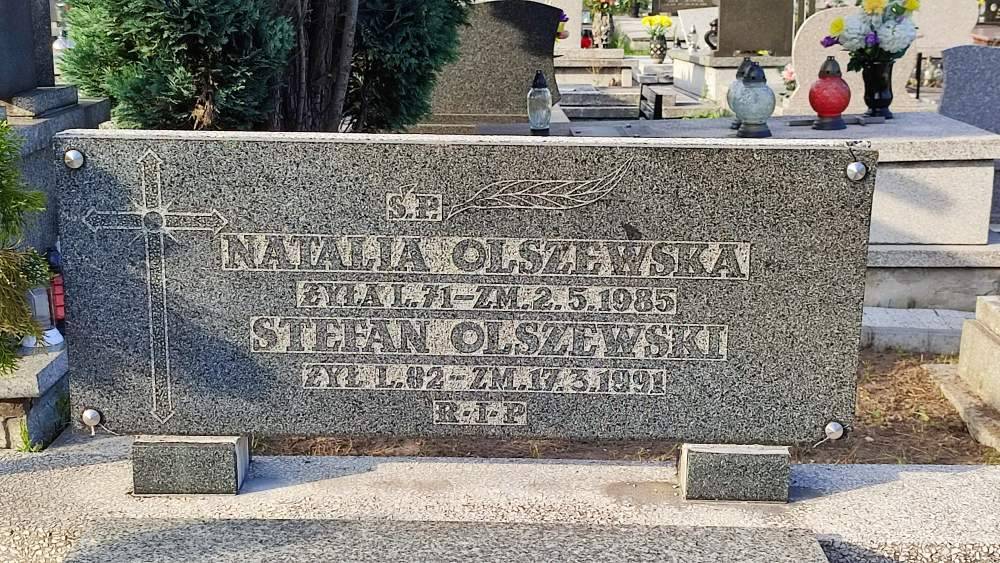 Ś.P.
NATALIA OLSZEWSKA
ŻYŁA L.71-ZM.2.5.1985
STEFAN OLSZEWSKI
ŻYŁ L.82-ZM.17.3.1991
R-I-P